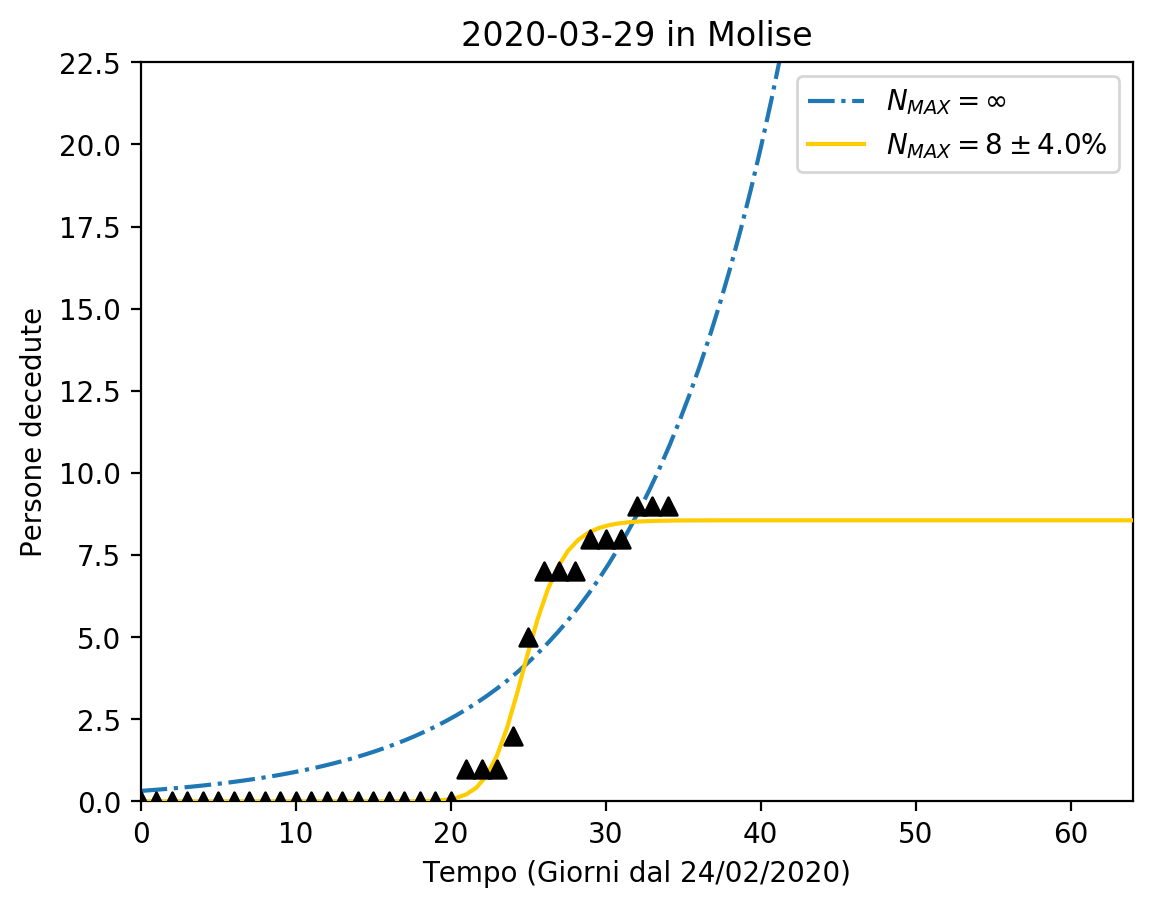 2020-03-29 in Molise
22.5
20.0
17.5
15.0
12.5
10.0
7.5
5.0
2.5
0.0
Persone decedute
N_MAX = ∞
N_MAX = 8 ± 4.0%
0 10 20 30 40 50 60
Tempo (Giorni dal 24/02/2020)